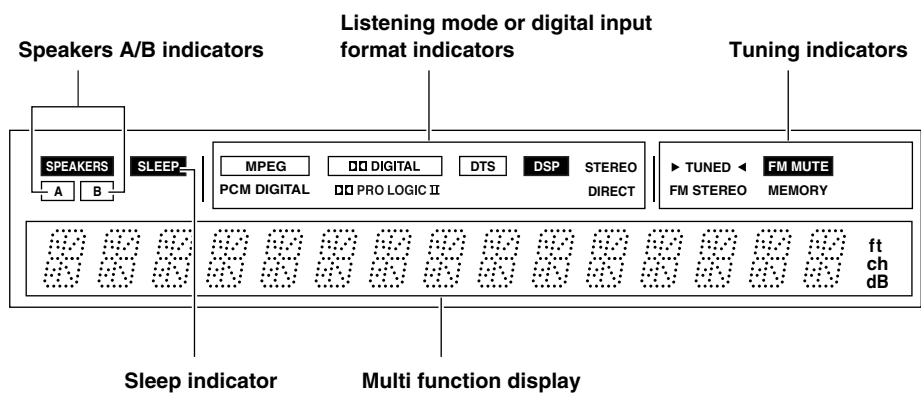 Listening mode or digital input
Speakers A/B indicators format indicators Tuning indicators
SPEAKERS SLEEP MPEG DIGITAL DTS DSP STEREO ► TUNED ◄ FM MUTE
A B PCM DIGITAL PRO LOGIC II DIRECT FM STEREO MEMORY
ft
ch
dB
Sleep indicator Multi function display